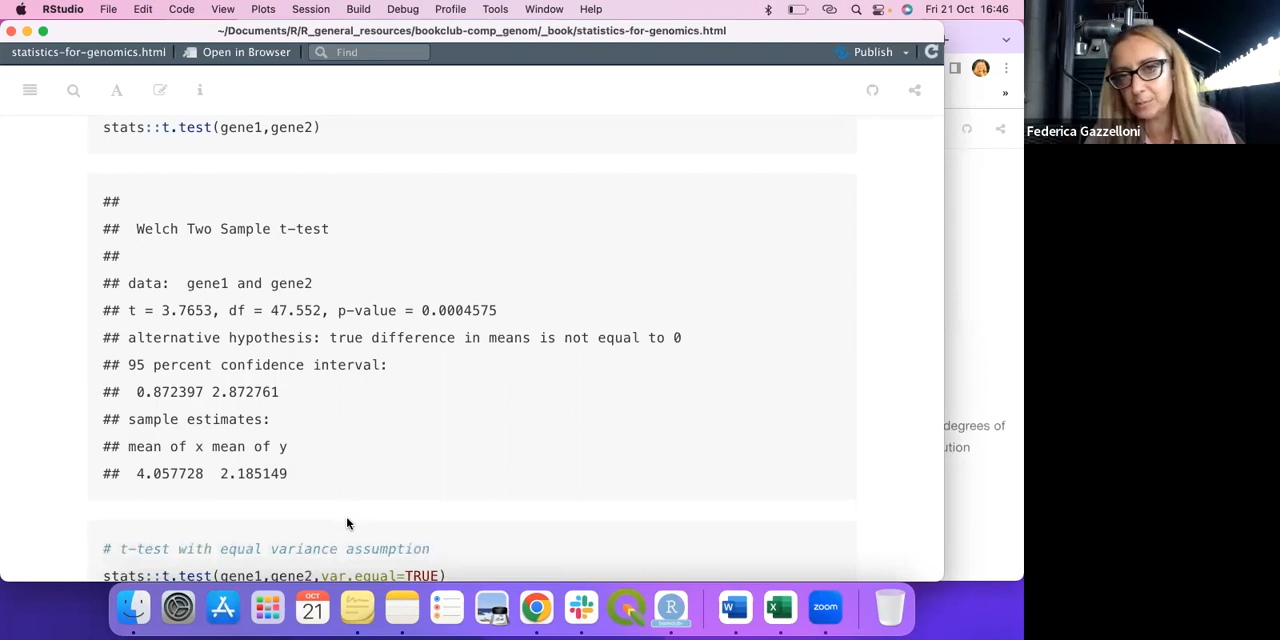 RStudio File Edit Code View Plots Session Build Debug Profile Tools Window Help Fri 21 Oct 16:46
~/Documents/R/R_general_resources/bookclub-comp_genom/_book/statistics-for-genomics.html
statistics-for-genomics.html Open in Browser Find Publish
A i
»
Federica Gazzelloni
stats::t.test(gene1,gene2)
##
## Welch Two Sample t-test
##
## data: gene1 and gene2
## t = 3.7653, df = 47.552, p-value = 0.0004575
## alternative hypothesis: true difference in means is not equal to 0
## 95 percent confidence interval:
## 0.872397 2.872761
## sample estimates:
## mean of x mean of y
## 4.057728 2.185149
degrees of
ution
# t-test with equal variance assumption
stats::t.test(gene1,gene2,var.equal=TRUE)
OCT
21
R
W
X
zoom